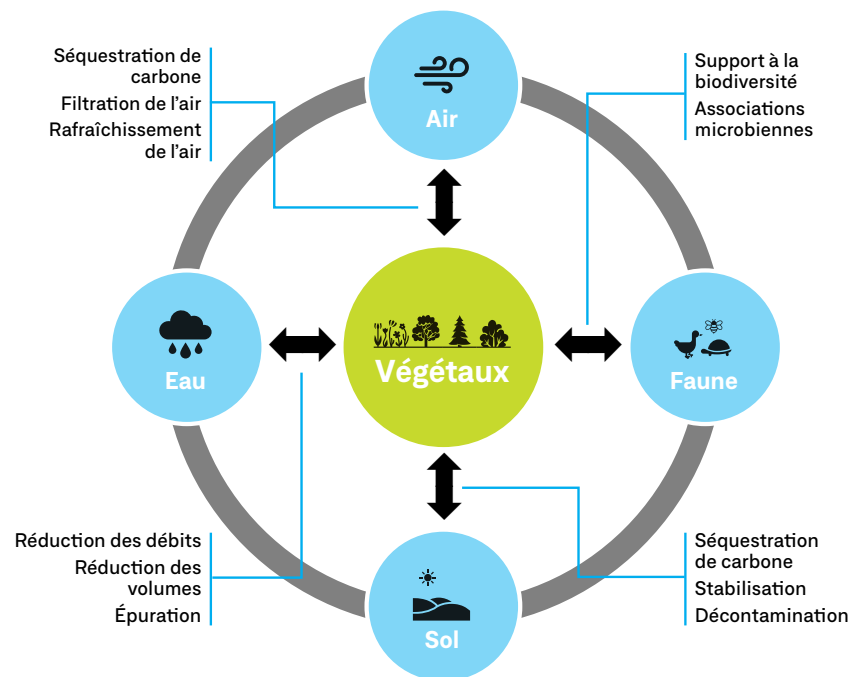 Séquestration de
carbone
Filtration de l’air
Rafraîchissement
de l’air
Air
Support à la
biodiversité
Associations
microbiennes
Eau
Végétaux
Faune
Réduction des débits
Réduction des
volumes
Épuration
Sol
Séquestration
de carbone
Stabilisation
Décontamination